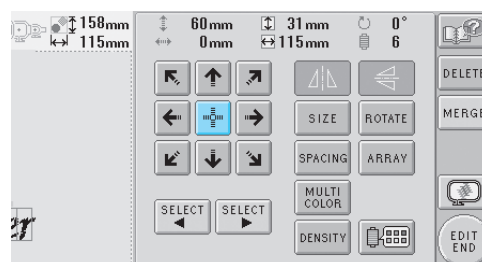 158mm 60mm 31mm 0°
115mm 0mm 115mm 6
DELETE
SIZE ROTATE MERGE
SPACING ARRAY
MULTI
COLOR
SELECT SELECT
DENSITY EDIT
END